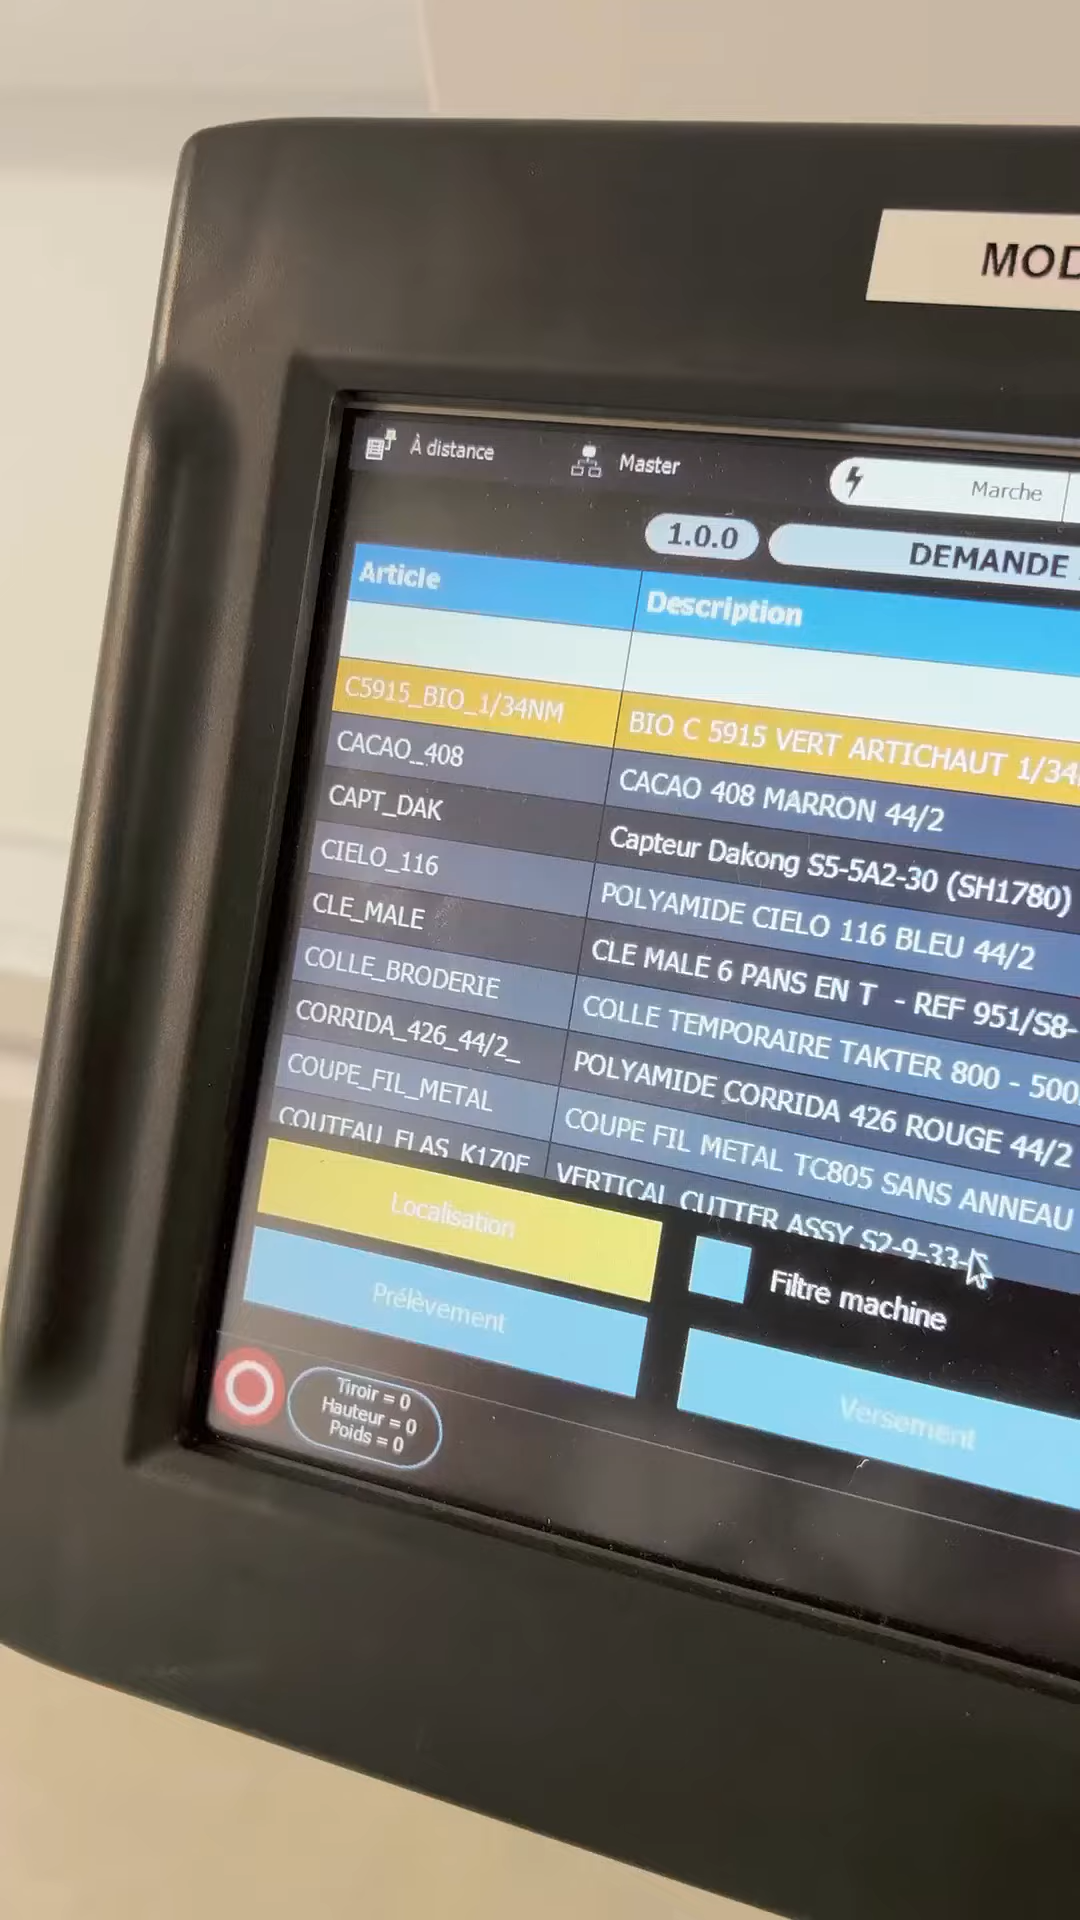 MOD
À distance
Master
Marche
1.0.0
DEMANDE
Article
Description
C5915_BIO_1/34NM
BIO C 5915 VERT ARTICHAUT 1/34
CACAO_408
CACAO 408 MARRON 44/2
CAPT_DAK
Capteur Dakong S5-5A2-30 (SH1780)
CIELO_116
POLYAMIDE CIELO 116 BLEU 44/2
CLE_MALE
CLE MALE 6 PANS EN T - REF 951/S8-
COLLE_BRODERIE
COLLE TEMPORAIRE TAKTER 800 - 500
CORRIDA_426_44/2_
POLYAMIDE CORRIDA 426 ROUGE 44/2
COUPE_FIL_METAL
COUPE FIL METAL TC805 SANS ANNEAU
COUTEAU_FLAS_K170F
VERTICAL CUTTER ASSY S2-9-33-
Localisation
Filtre machine
Prélèvement
Versement
Tiroir = 0
Hauteur = 0
Poids = 0